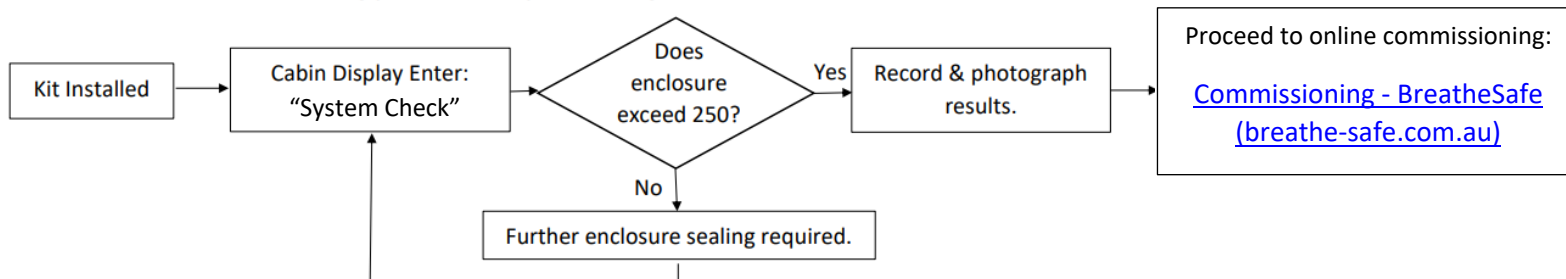 Kit Installed
Cabin Display Enter:
“System Check”
Does
enclosure
exceed 250?
Yes
Record & photograph
results.
Proceed to online commissioning:
Commissioning - BreatheSafe
(breathe-safe.com.au)
No
Further enclosure sealing required.